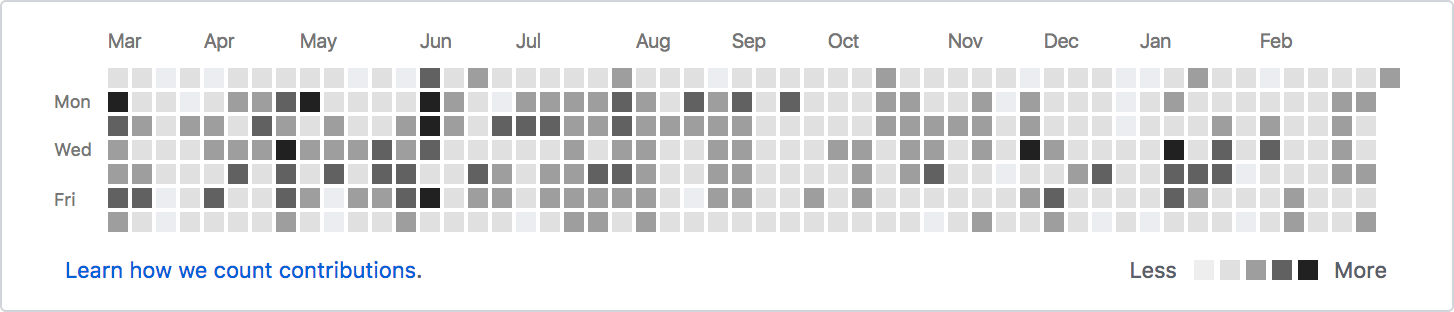 Mar Apr May Jun Jul Aug Sep Oct Nov Dec Jan Feb
Mon
Wed
Fri
Learn how we count contributions.
Less More